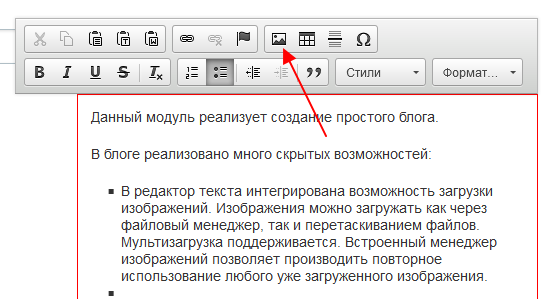 B I U S Tx Стили Формат...
Данный модуль реализует создание простого блога.
В блоге реализовано много скрытых возможностей:
В редактор текста интегрирована возможность загрузки
изображений. Изображения можно загружать как через
файловый менеджер, так и перетаскиванием файлов.
Мультизагрузка поддерживается. Встроенный менеджер
изображений позволяет производить повторное
использование любого уже загруженного изображения.